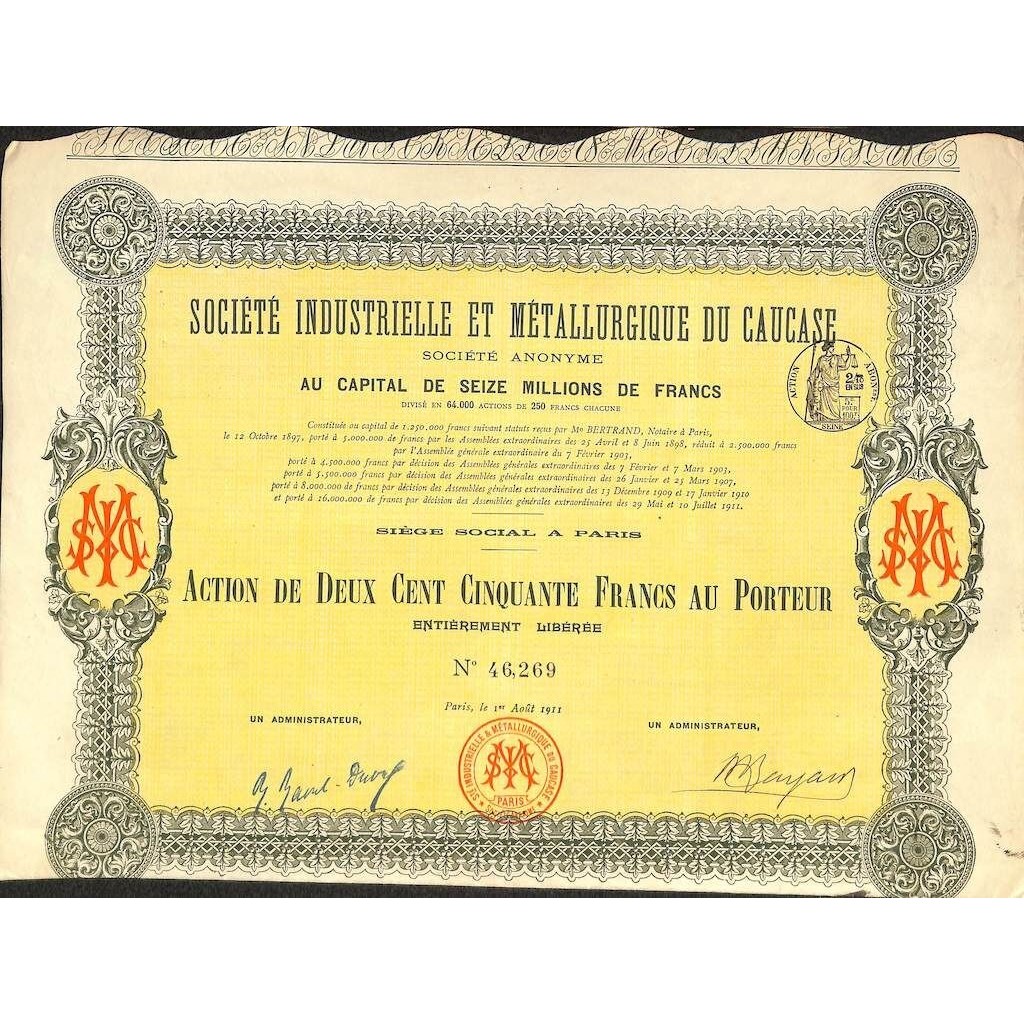 SOCIÉTÉ INDUSTRIELLE ET MÉTALLURGIQUE DU CAUCASE
SOCIÉTÉ ANONYME
AU CAPITAL DE SEIZE MILLIONS DE FRANCS
DIVISÉ EN 64.000 ACTIONS DE 250 FRANCS CHACUNE
Constituée au capital de 1.250.000 francs suivant statuts reçus par Me BERTRAND, Notaire à Paris,
le 12 Octobre 1897, porté à 5.000.000 de francs par les Assemblées extraordinaires des 25 Avril et 8 Juin 1898, réduit à 2.500.000 francs
par l'Assemblée générale extraordinaire du 7 Février 1903,
porté à 4.500.000 francs par décision des Assemblées générales extraordinaires des 7 Février et 7 Mars 1903,
porté à 5.500.000 francs par décision des Assemblées générales extraordinaires des 26 Janvier et 25 Mars 1907,
porté à 8.000.000 francs par décision des Assemblées générales extraordinaires des 13 Décembre 1909 et 17 Janvier 1910
et porté à 16.000.000 de francs par décision des Assemblées générales extraordinaires des 29 Mai et 10 Juillet 1911.
ACTION ABONnt.
SEINE
SIÈGE SOCIAL A PARIS
ACTION DE DEUX CENT CINQUANTE FRANCS AU PORTEUR
ENTIÈREMENT LIBÉRÉE
No 46,269
Paris, le 1er Août 1911
UN ADMINISTRATEUR,
UN ADMINISTRATEUR,
Sté INDUSTRIELLE & MÉTALLURGIQUE DU CAUCASE
PARIS